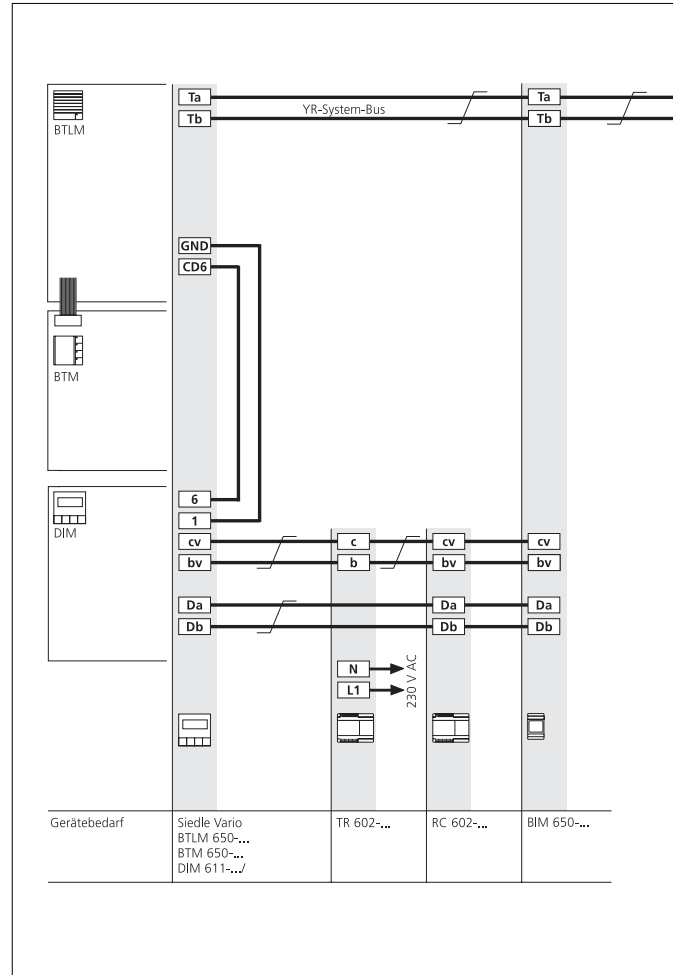 Ta
Ta
YR-System-Bus
Tb
Tb
BTLM
GND
CD6
BTM
6
1
DIM
cv
c
cv
cv
bv
b
bv
bv
Da
Da
Da
Db
Db
Db
N
L1
230 V AC
Gerätebedarf
Siedle Vario
BTLM 650-...
BTM 650-...
DIM 611-.../
TR 602-...
RC 602-...
BIM 650-...